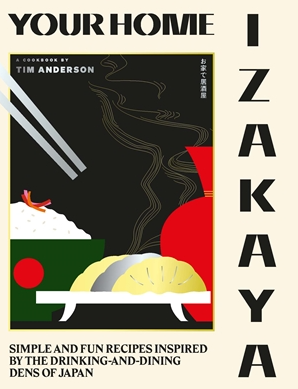 YOUR HOME
IZAKAYA
A COOKBOOK BY
TIM ANDERSON
お家で居酒屋
SIMPLE AND FUN RECIPES INSPIRED
BY THE DRINKING-AND-DINING
DENS OF JAPAN